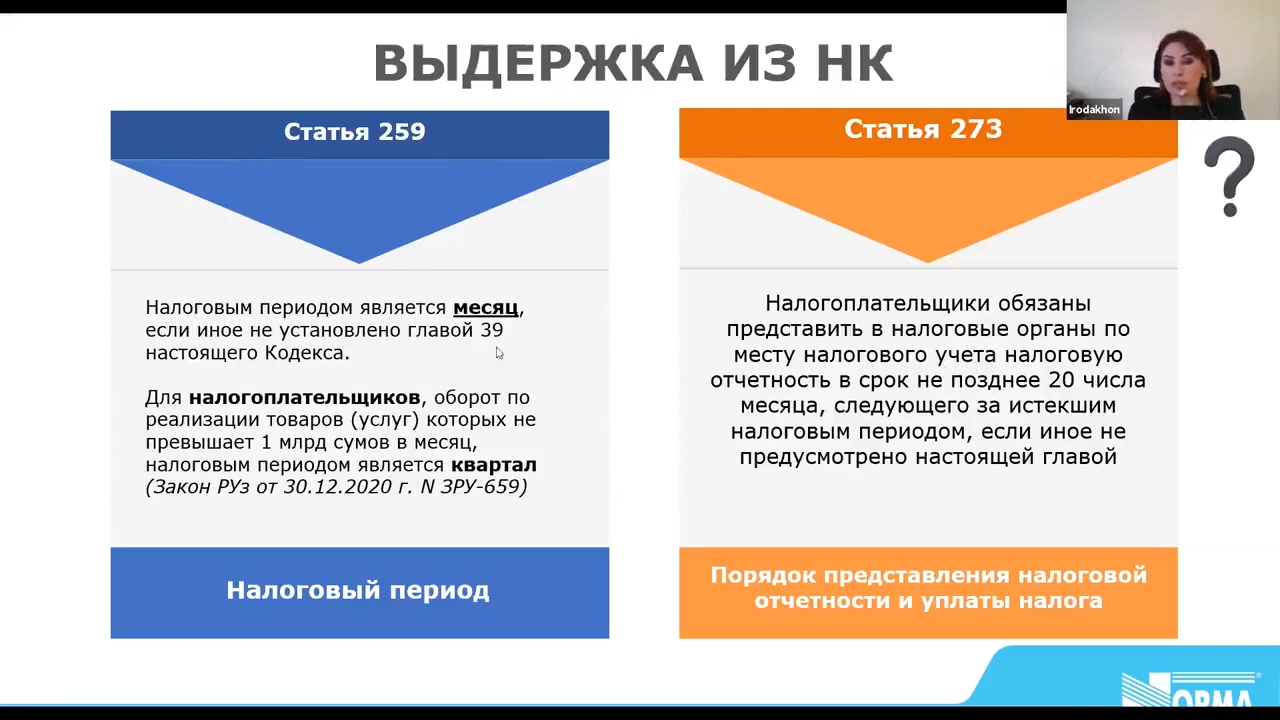 ВЫДЕРЖКА ИЗ НК
Irodakhon
Статья 259
Налоговым периодом является месяц,
если иное не установлено главой 39
настоящего Кодекса.
Для налогоплательщиков, оборот по
реализации товаров (услуг) которых не
превышает 1 млрд сумов в месяц,
налоговым периодом является квартал
(Закон РУз от 30.12.2020 г. N ЗРУ-659)
Налоговый период
Статья 273
?
Налогоплательщики обязаны
представить в налоговые органы по
месту налогового учета налоговую
отчетность в срок не позднее 20 числа
месяца, следующего за истекшим
налоговым периодом, если иное не
предусмотрено настоящей главой
Порядок представления налоговой
отчетности и уплаты налога
NОРМА
®